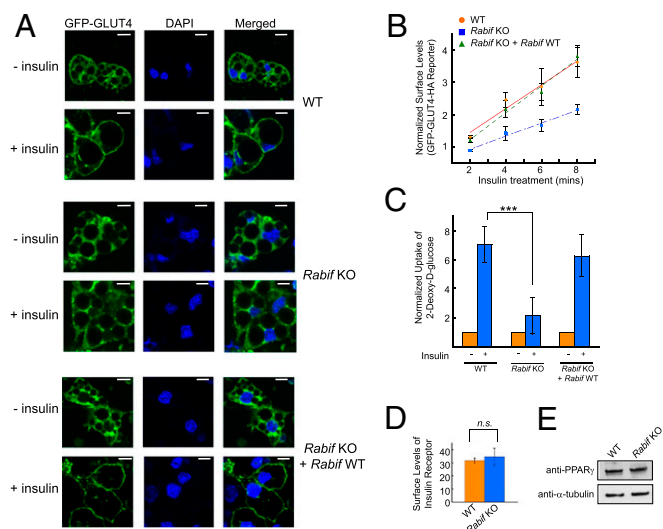 A
GFP-GLUT4
DAPI
Merged
- insulin
+ insulin
WT
- insulin
+ insulin
Rabif KO
- insulin
+ insulin
Rabif KO
+ Rabif WT
B
WT
Rabif KO
Rabif KO + Rabif WT
Normalized Surface Levels
(GFP-GLUT4-HA Reporter)
4
3
2
1
2 4 6 8
Insulin treatment (mins)
C
***
Normalized Uptake of
2-Deoxy-D-glucose
8
6
4
2
Insulin - + - + - +
WT
Rabif KO
Rabif KO
+ Rabif WT
D
n.s.
Surface Levels of
Insulin Receptor
40
30
20
10
0
WT
Rabif KO
E
WT
Rabif KO
anti-PPARγ
anti-α-tubulin